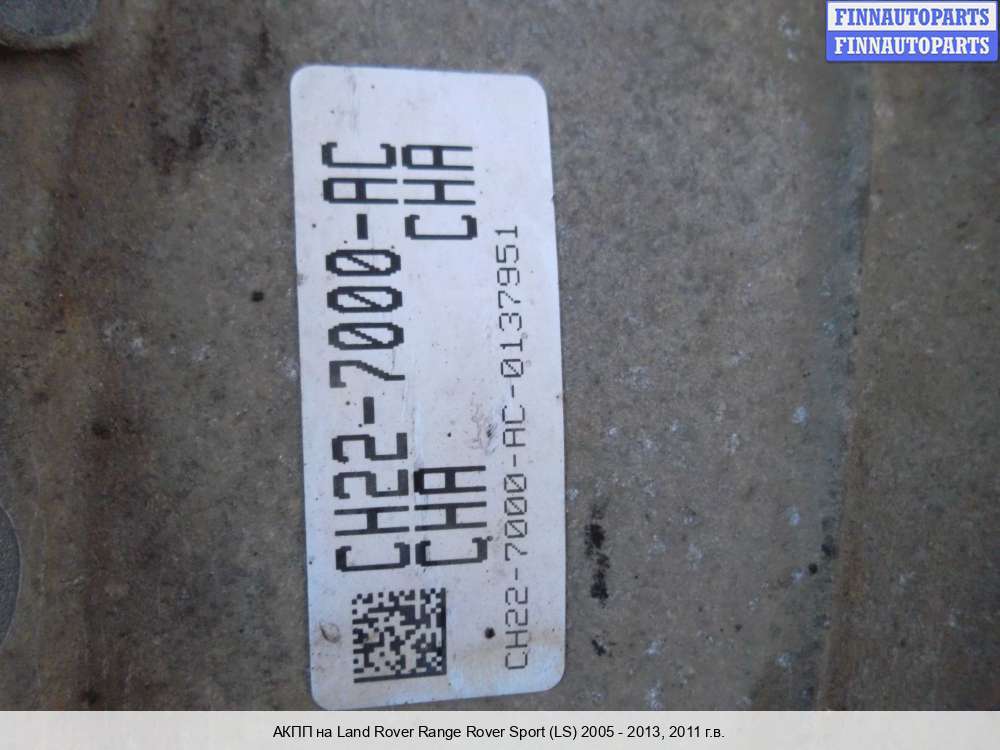 FINNAUTOPARTS
FINNAUTOPARTS
CH22-7000-AC
CHA CHA
CH22-7000-AC-0137951
АКПП на Land Rover Range Rover Sport (LS) 2005 - 2013, 2011 г.в.